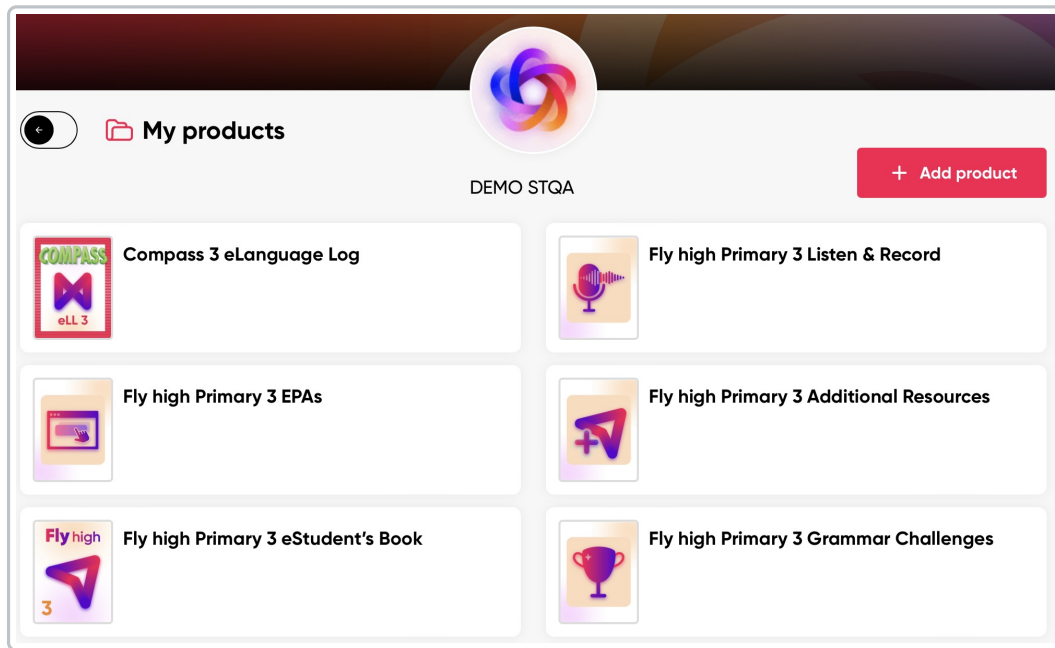 My products
DEMO STQA
+ Add product
COMPASS
eLL 3
Compass 3 eLanguage Log
Fly high Primary 3 Listen & Record
Fly high Primary 3 EPAs
Fly high Primary 3 Additional Resources
Fly high
3
Fly high Primary 3 eStudent’s Book
Fly high Primary 3 Grammar Challenges